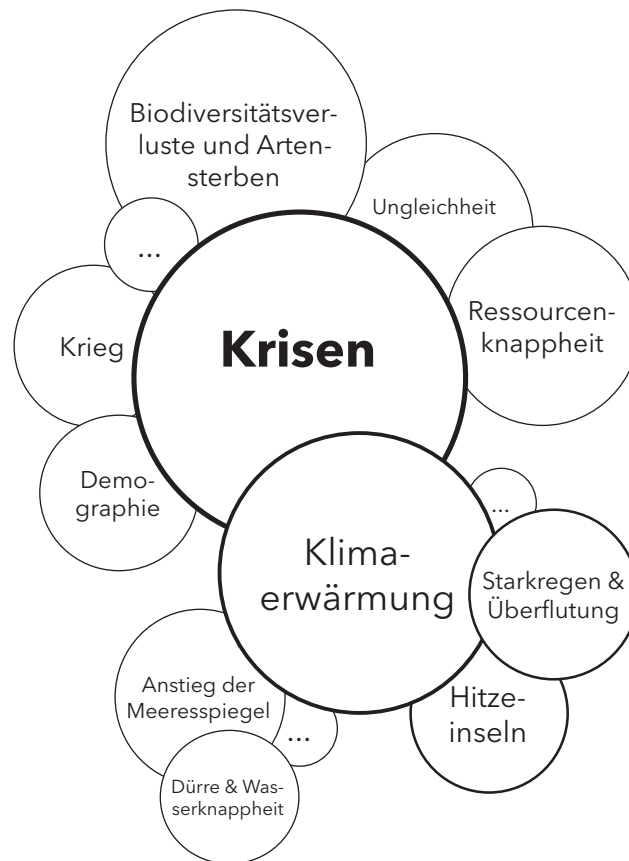 Biodiversitätsver-
luste und Arten-
sterben
Ungleichheit
...
Ressourcen-
knappheit
Krieg
Krisen
Demo-
graphie
...
Klima-
erwärmung
Starkregen &
Überflutung
Anstieg der
Meeresspiegel
Hitze-
inseln
...
Dürre & Was-
serknappheit